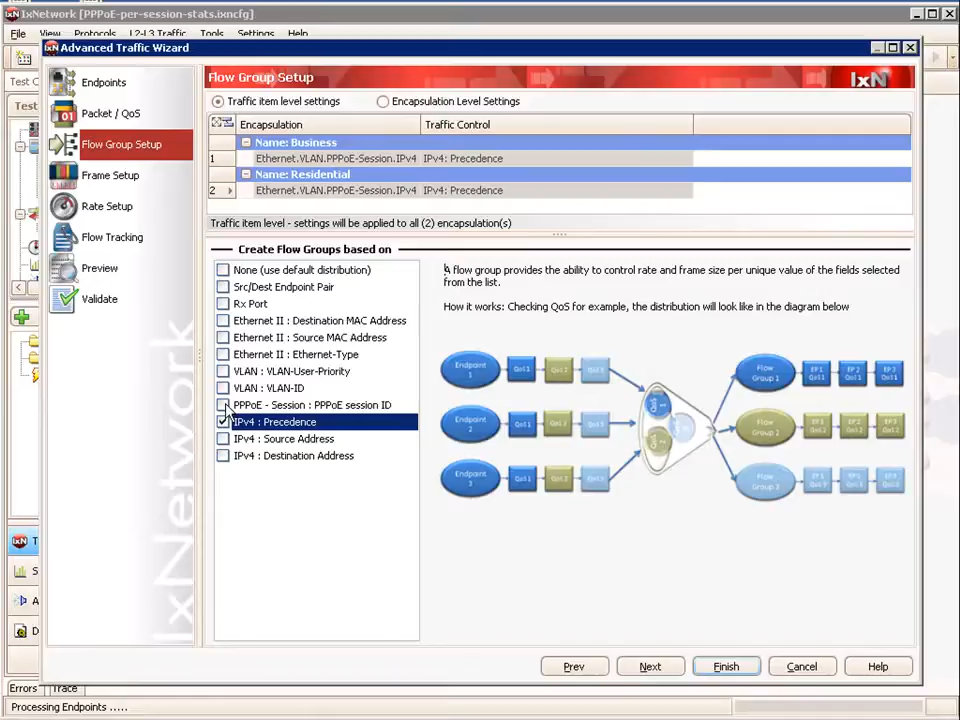 IxNetwork [PPPoE-per-session-stats.ixncfg]
File View Protocols L2-L3 Traffic Tools Settings Help
IxN Advanced Traffic Wizard
Test C
Test
Endpoints
Packet / QoS
Flow Group Setup
Frame Setup
Rate Setup
Flow Tracking
Preview
Validate
IxNetwork
Flow Group Setup
IxN
Traffic item level settings Encapsulation Level Settings
Encapsulation Traffic Control
Name: Business
1 Ethernet.VLAN.PPPoE-Session.IPv4 IPv4: Precedence
Name: Residential
2 Ethernet.VLAN.PPPoE-Session.IPv4 IPv4: Precedence
Traffic item level - settings will be applied to all (2) encapsulation(s)
Create Flow Groups based on
None (use default distribution)
Src/Dest Endpoint Pair
Rx Port
Ethernet II : Destination MAC Address
Ethernet II : Source MAC Address
Ethernet II : Ethernet-Type
VLAN : VLAN-User-Priority
VLAN : VLAN-ID
PPPoE - Session : PPPoE session ID
IPv4 : Precedence
IPv4 : Source Address
IPv4 : Destination Address
A flow group provides the ability to control rate and frame size per unique value of the fields selected
from the list.
How it works: Checking QoS for example, the distribution will look like in the diagram below
Endpoint 1
Endpoint 2
Endpoint 3
Flow Group 1
Flow Group 2
Flow Group 3
Prev Next Finish Cancel Help
Errors Trace
Processing Endpoints .....